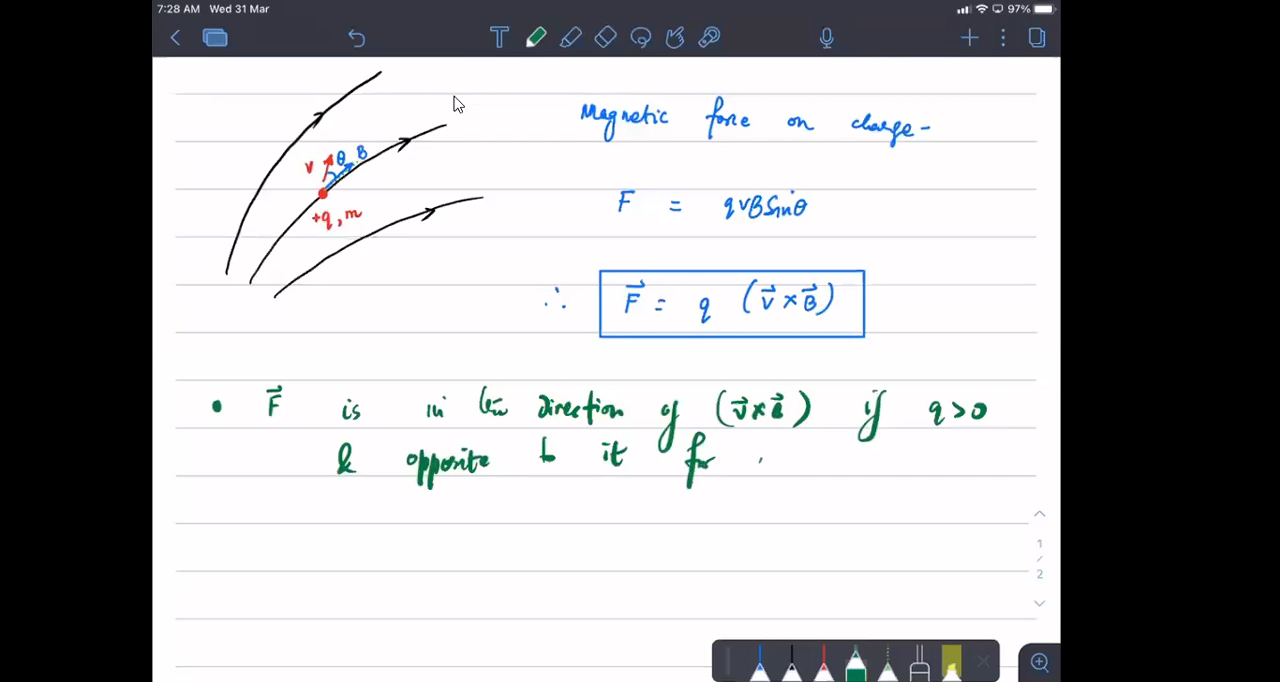 7:28 AM Wed 31 Mar
97%
Magnetic force on charge-
v θ B
+q, m
F = qvBSinθ
∴ F⃗ = q (v⃗ × B⃗)
• F⃗ is in the direction of (v⃗ × B⃗) if q>0
& opposite to it for
1
/
2